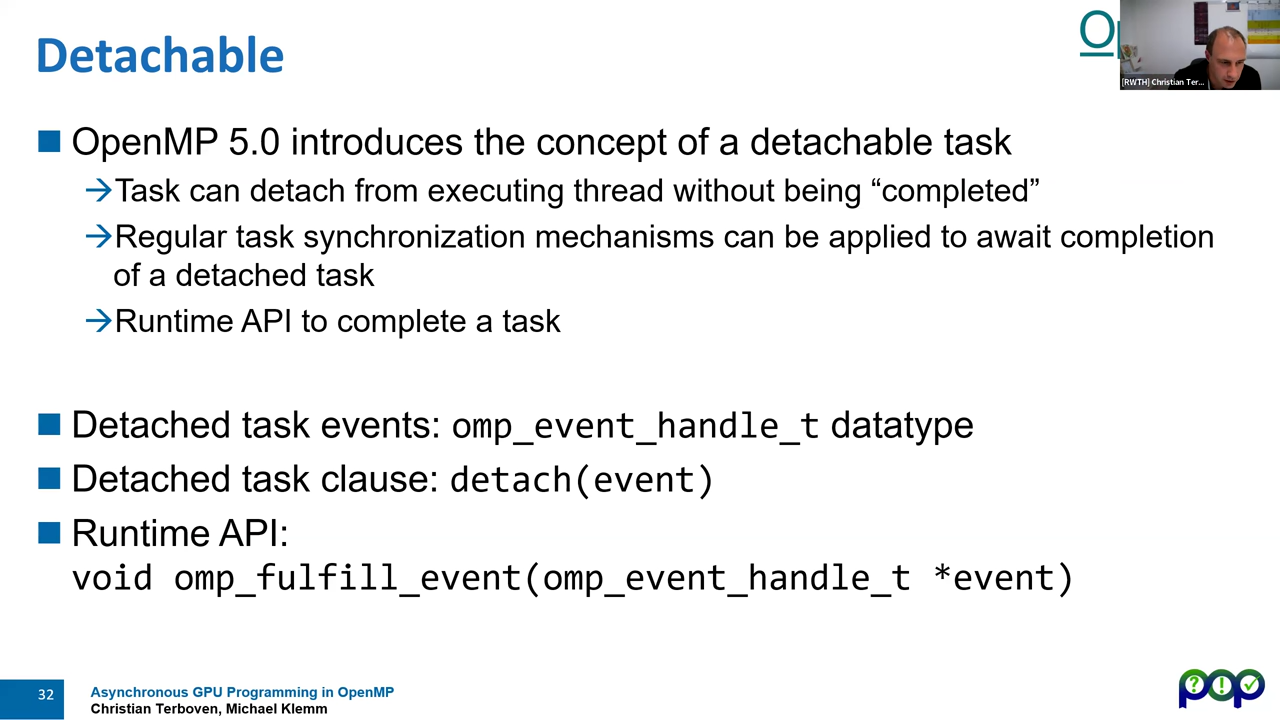 Detachable
[RWTH] Christian Ter...
OpenMP 5.0 introduces the concept of a detachable task
→Task can detach from executing thread without being “completed”
→Regular task synchronization mechanisms can be applied to await completion
of a detached task
→Runtime API to complete a task
Detached task events: omp_event_handle_t datatype
Detached task clause: detach(event)
Runtime API:
void omp_fulfill_event(omp_event_handle_t *event)
32
Asynchronous GPU Programming in OpenMP
Christian Terboven, Michael Klemm
pop